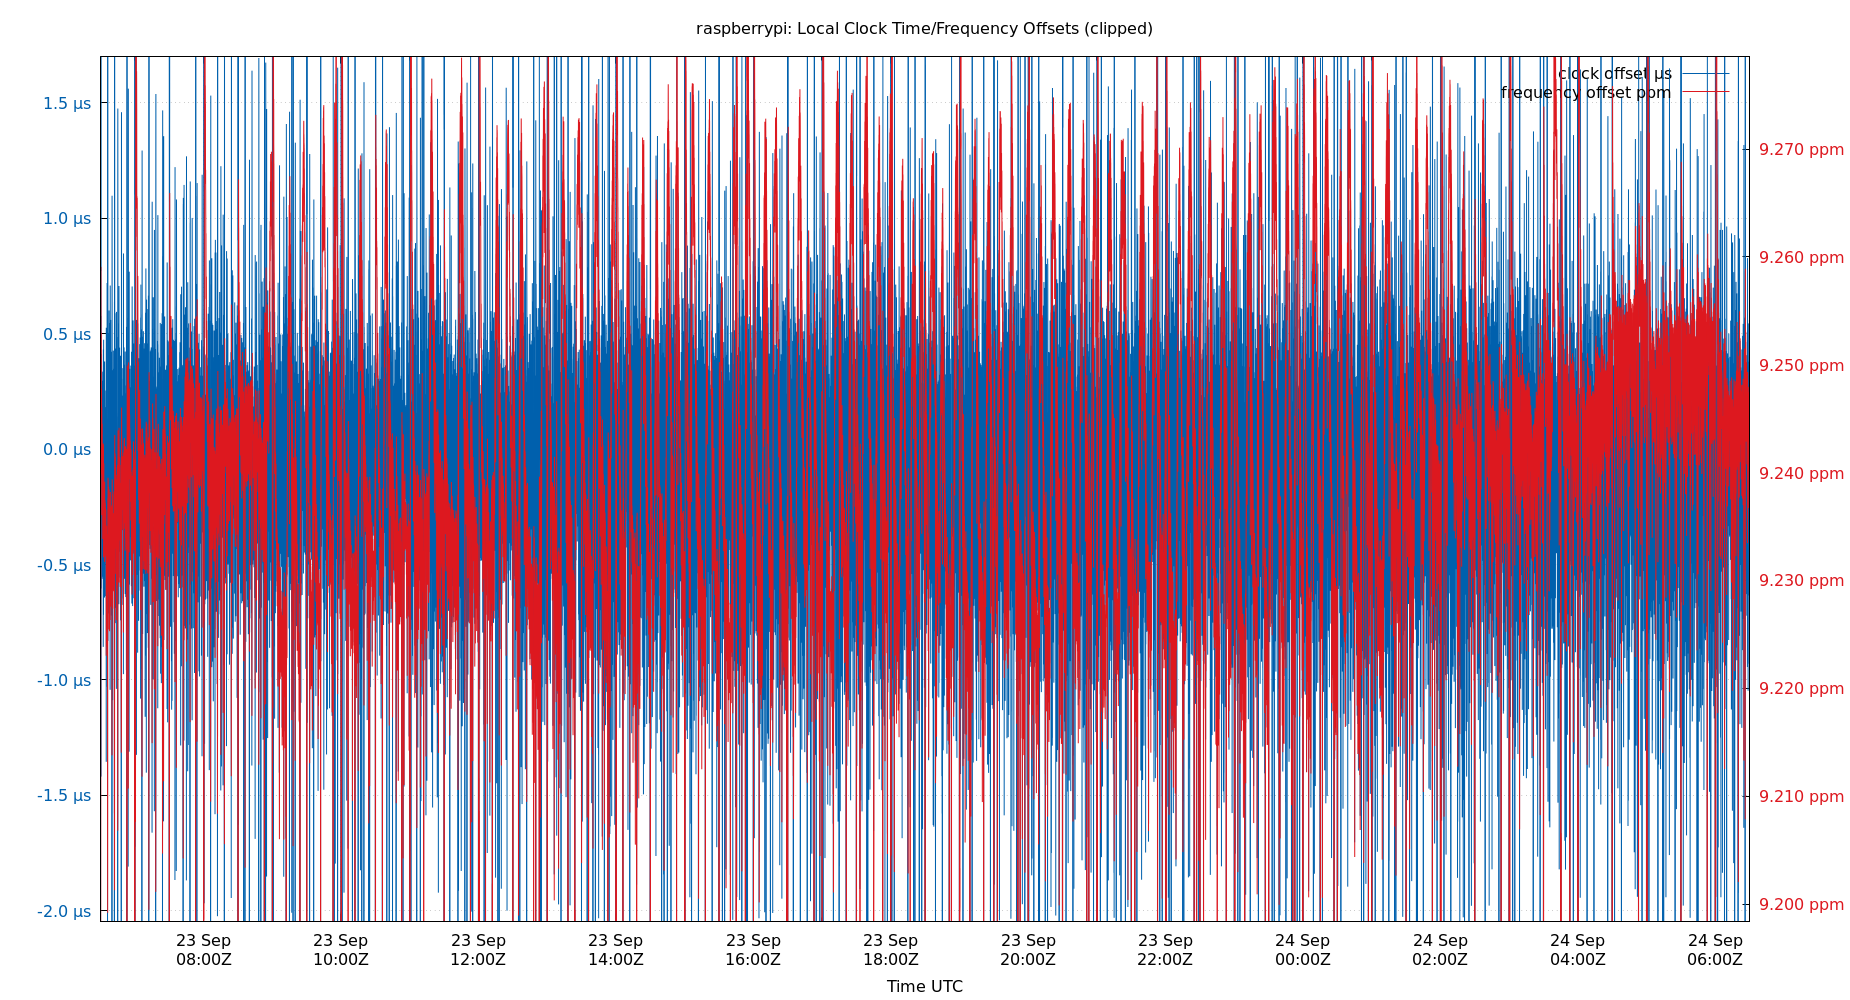 raspberrypi: Local Clock Time/Frequency Offsets (clipped)
clock offset µs
frequency offset ppm
1.5 µs
1.0 µs
0.5 µs
0.0 µs
-0.5 µs
-1.0 µs
-1.5 µs
-2.0 µs
9.270 ppm
9.260 ppm
9.250 ppm
9.240 ppm
9.230 ppm
9.220 ppm
9.210 ppm
9.200 ppm
23 Sep 23 Sep 23 Sep 23 Sep 23 Sep 23 Sep 23 Sep 23 Sep 24 Sep 24 Sep 24 Sep 24 Sep
08:00Z 10:00Z 12:00Z 14:00Z 16:00Z 18:00Z 20:00Z 22:00Z 00:00Z 02:00Z 04:00Z 06:00Z
Time UTC